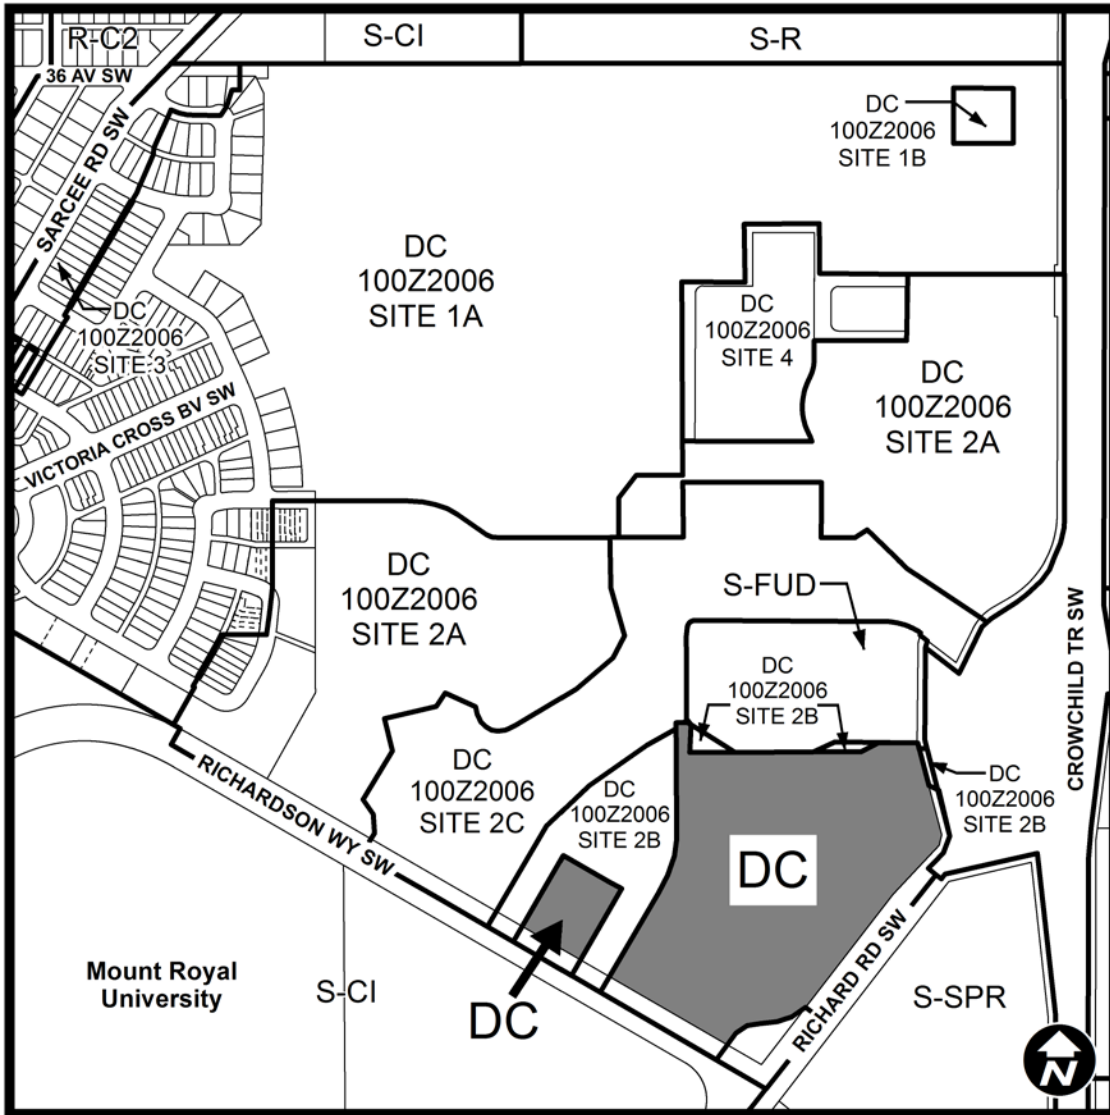 R-C2
S-CI
S-R
36 AV SW
SARCEE RD SW
DC
100Z2006
SITE 1B
DC
100Z2006
SITE 1A
DC
100Z2006
SITE 3
DC
100Z2006
SITE 4
DC
100Z2006
SITE 2A
VICTORIA CROSS BV SW
DC
100Z2006
SITE 2A
S-FUD
CROWCHILD TR SW
DC
100Z2006
SITE 2B
RICHARDSON WY SW
DC
100Z2006
SITE 2C
DC
100Z2006
SITE 2B
DC
100Z2006
SITE 2B
DC
RICHARD RD SW
Mount Royal
University
S-CI
DC
S-SPR
N